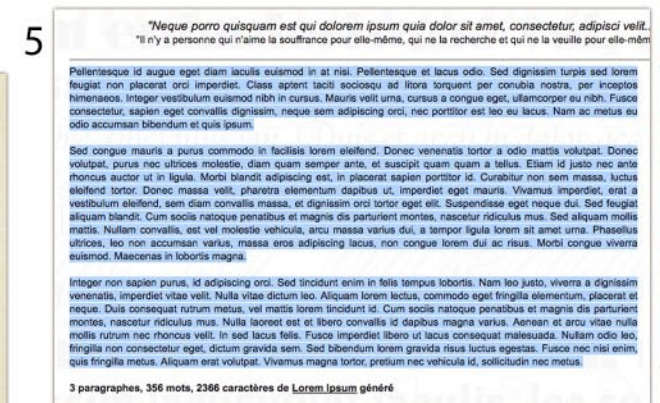 5
"Neque porro quisquam est qui dolorem ipsum quia dolor sit amet, consectetur, adipisci velit..
"Il n'y a personne qui n'aime la souffrance pour elle-même, qui ne la recherche et qui ne la veuille pour elle-mêm
Pellentesque id augue eget diam iaculis euismod in at nisi. Pellentesque et lacus odio. Sed dignissim turpis sed lorem
feugiat non placerat orci imperdiet. Class aptent taciti sociosqu ad litora torquent per conubia nostra, per inceptos
himenaeos. Integer vestibulum euismod nibh in cursus. Mauris velit urna, cursus a congue eget, ullamcorper eu nibh. Fusce
consectetur, sapien eget convallis dignissim, neque sem adipiscing orci, nec porttitor est leo eu lacus. Nam ac metus eu
odio accumsan bibendum et quis ipsum.
Sed congue mauris a purus commodo in facilisis lorem eleifend. Donec venenatis tortor a odio mattis volutpat. Donec
volutpat, purus nec ultrices molestie, diam quam semper ante, et suscipit quam quam a tellus. Etiam id justo nec ante
rhoncus auctor ut in ligula. Morbi blandit adipiscing est, in placerat sapien porttitor id. Curabitur non sem massa, luctus
eleifend tortor. Donec massa velit, pharetra elementum dapibus ut, imperdiet eget mauris. Vivamus imperdiet, erat a
vestibulum eleifend, sem diam convallis massa, et dignissim orci tortor eget elit. Suspendisse eget neque dui. Sed feugiat
aliquam blandit. Cum sociis natoque penatibus et magnis dis parturient montes, nascetur ridiculus mus. Sed aliquam mollis
mattis. Nullam convallis, est vel molestie vehicula, arcu massa varius dui, a tempor ligula lorem sit amet urna. Phasellus
ultrices, leo non accumsan varius, massa eros adipiscing lacus, non congue lorem dui ac risus. Morbi congue viverra
euismod. Maecenas in lobortis magna.
Integer non sapien purus, id adipiscing orci. Sed tincidunt enim in felis tempus lobortis. Nam leo justo, viverra a dignissim
venenatis, imperdiet vitae velit. Nulla vitae dictum leo. Aliquam lorem lectus, commodo eget fringilla elementum, placerat et
neque. Duis consequat rutrum metus, vel mattis lorem tincidunt id. Cum sociis natoque penatibus et magnis dis parturient
montes, nascetur ridiculus mus. Nulla laoreet est et libero convallis id dapibus magna varius. Aenean et arcu vitae nulla
mollis rutrum nec rhoncus velit. In sed lacus felis. Fusce imperdiet libero ut lacus consequat malesuada. Nullam odio leo,
fringilla non consectetur eget, dictum gravida sem. Sed bibendum lorem gravida risus luctus egestas. Fusce nec nisi enim,
quis fringilla metus. Aliquam erat volutpat. Vivamus magna tortor, pretium nec vehicula id, sollicitudin nec metus.
3 paragraphes, 356 mots, 2366 caractères de Lorem Ipsum généré